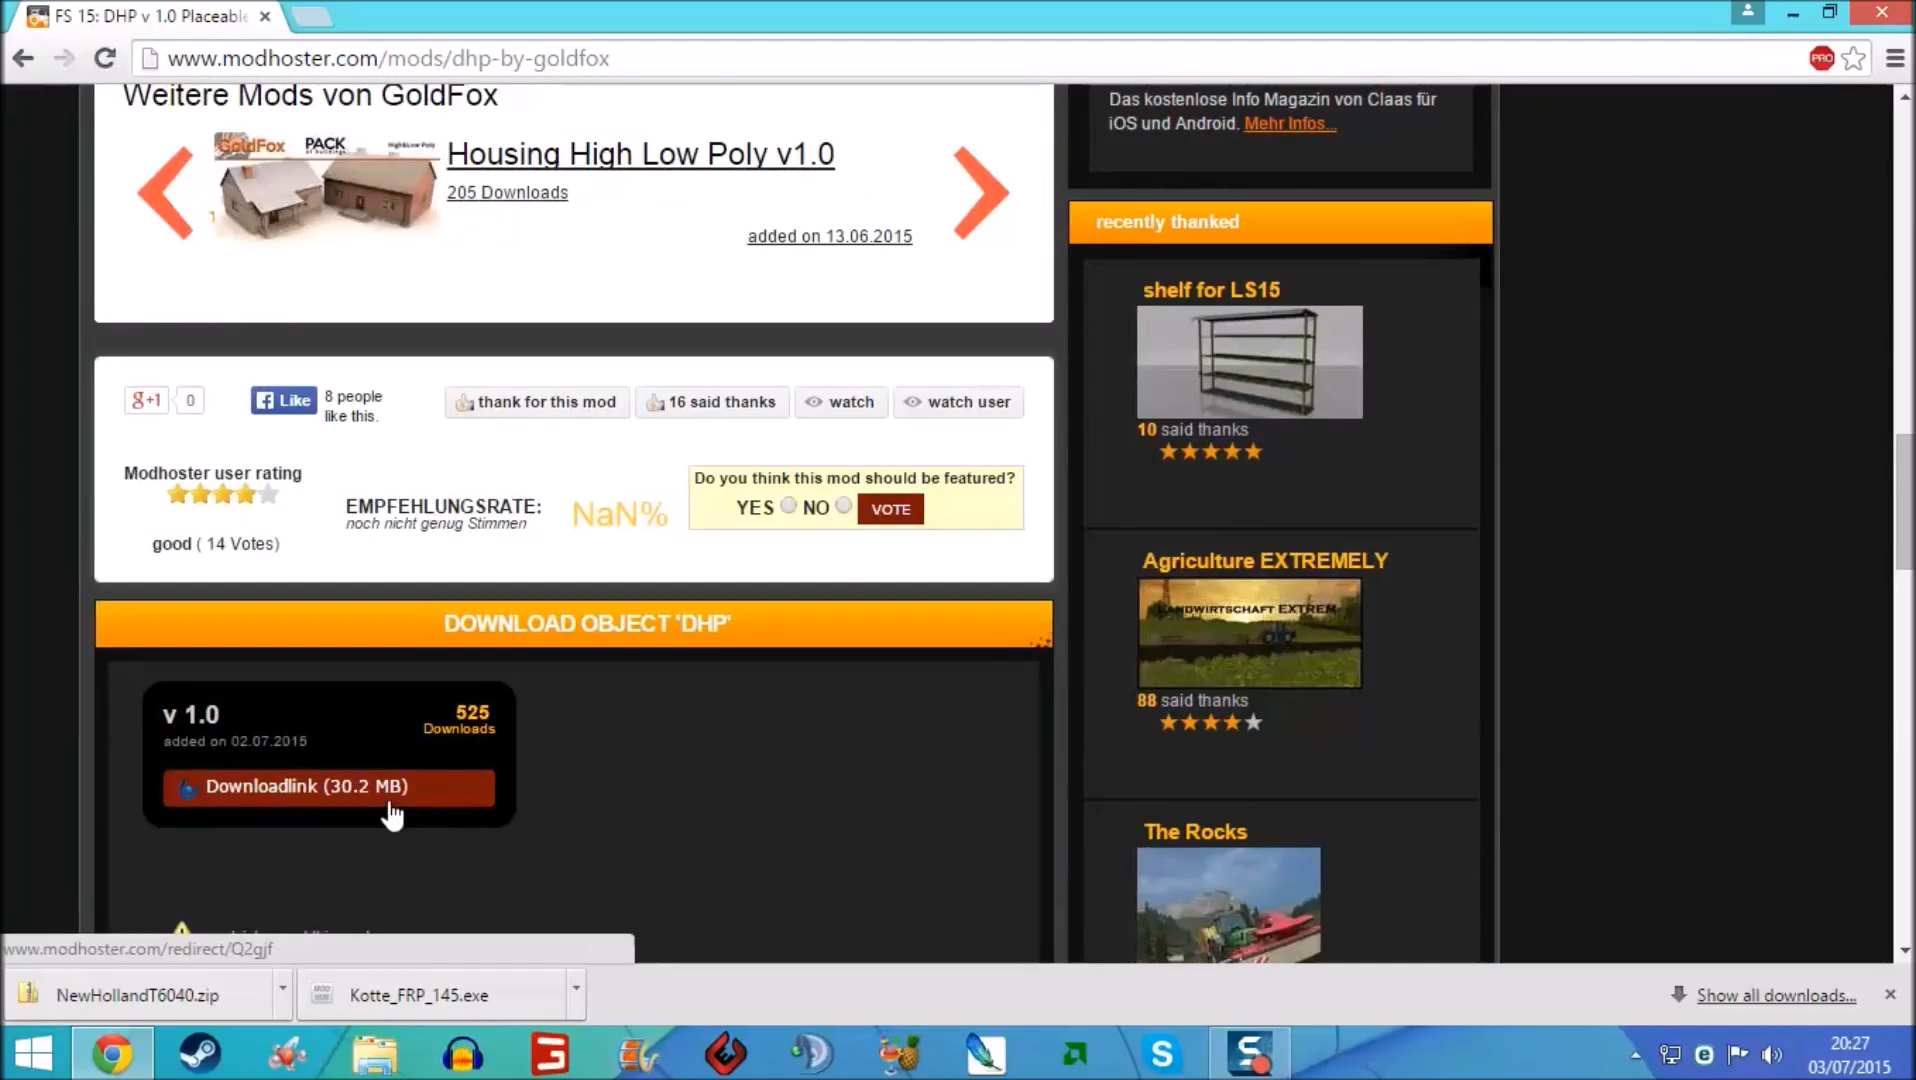 FS 15: DHP v 1.0 Placeable
www.modhoster.com/mods/dhp-by-goldfox
PRO
Weitere Mods von GoldFox
GoldFox PACK High&Low Poly
Housing High Low Poly v1.0
205 Downloads
added on 13.06.2015
g+1 0
Like
8 people
like this.
thank for this mod
16 said thanks
watch
watch user
Modhoster user rating
good ( 14 Votes)
EMPFEHLUNGSRATE:
noch nicht genug Stimmen
NaN%
Do you think this mod should be featured?
YES NO VOTE
DOWNLOAD OBJECT 'DHP'
v 1.0
525
Downloads
added on 02.07.2015
Downloadlink (30.2 MB)
Das kostenlose Info Magazin von Claas für
iOS und Android. Mehr Infos...
recently thanked
shelf for LS15
10 said thanks
Agriculture EXTREMELY
LANDWIRTSCHAFT EXTREM
88 said thanks
The Rocks
www.modhoster.com/redirect/Q2gjf
NewHollandT6040.zip
MOD
HUB
Kotte_FRP_145.exe
Show all downloads...
20:27
03/07/2015